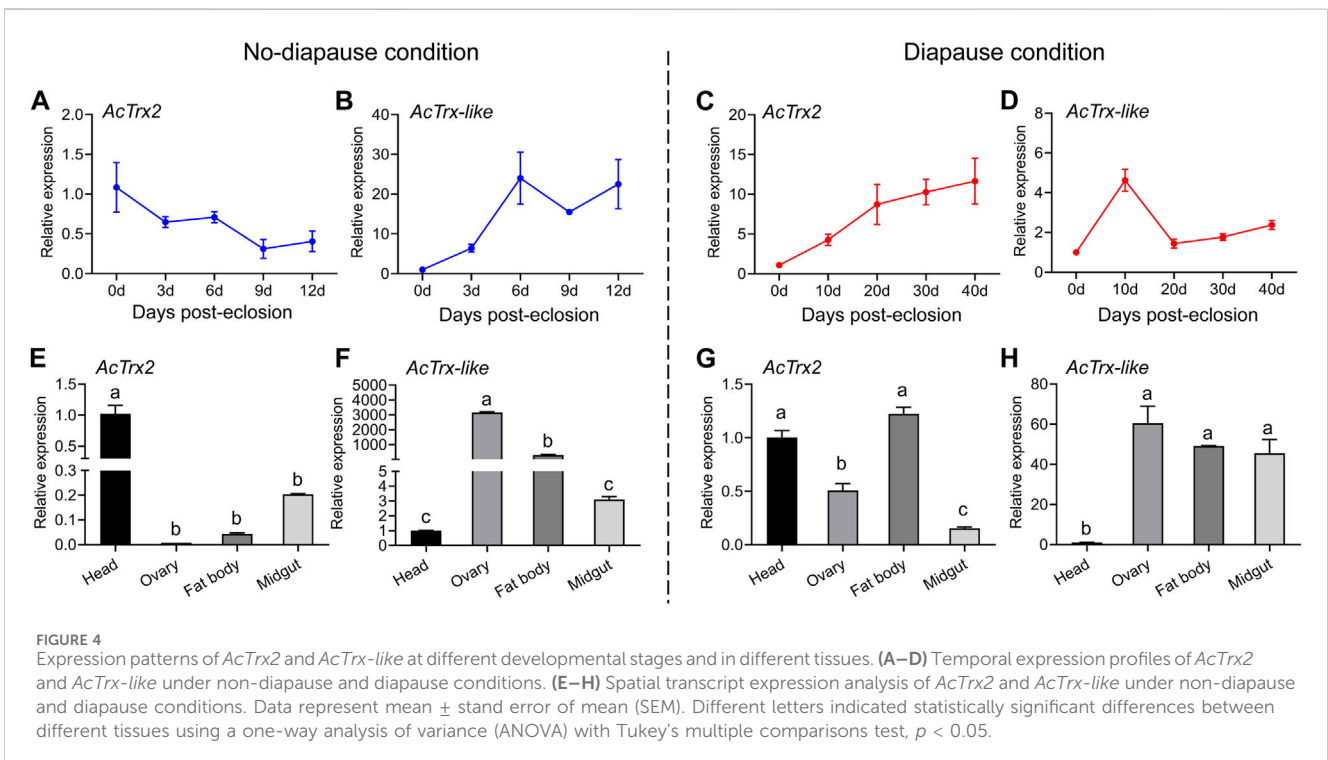 No-diapause condition
Diapause condition
A
AcTrx2
Relative expression
2.0
1.5
1.0
0.5
0.0
0d 3d 6d 9d 12d
Days post-eclosion
B
AcTrx-like
Relative expression
40
30
20
10
0
0d 3d 6d 9d 12d
Days post-eclosion
C
AcTrx2
Relative expression
20
15
10
5
0
0d 10d 20d 30d 40d
Days post-eclosion
D
AcTrx-like
Relative expression
8
6
4
2
0
0d 10d 20d 30d 40d
Days post-eclosion
E
AcTrx2
Relative expression
1.5
1.0
0.5
0.3
0.2
0.1
0.0
a b b b
Head Ovary Fat body Midgut
F
AcTrx-like
Relative expression
5000
4000
3000
2000
1000
5
4
3
2
1
0
c a b c
Head Ovary Fat body Midgut
G
AcTrx2
Relative expression
1.5
1.0
0.5
0.0
a b a c
Head Ovary Fat body Midgut
H
AcTrx-like
Relative expression
80
60
40
20
0
b a a a
Head Ovary Fat body Midgut
FIGURE 4
Expression patterns of AcTrx2 and AcTrx-like at different developmental stages and in different tissues. (A–D) Temporal expression profiles of AcTrx2
and AcTrx-like under non-diapause and diapause conditions. (E–H) Spatial transcript expression analysis of AcTrx2 and AcTrx-like under non-diapause
and diapause conditions. Data represent mean ± stand error of mean (SEM). Different letters indicated statistically significant differences between
different tissues using a one-way analysis of variance (ANOVA) with Tukey’s multiple comparisons test, p < 0.05.